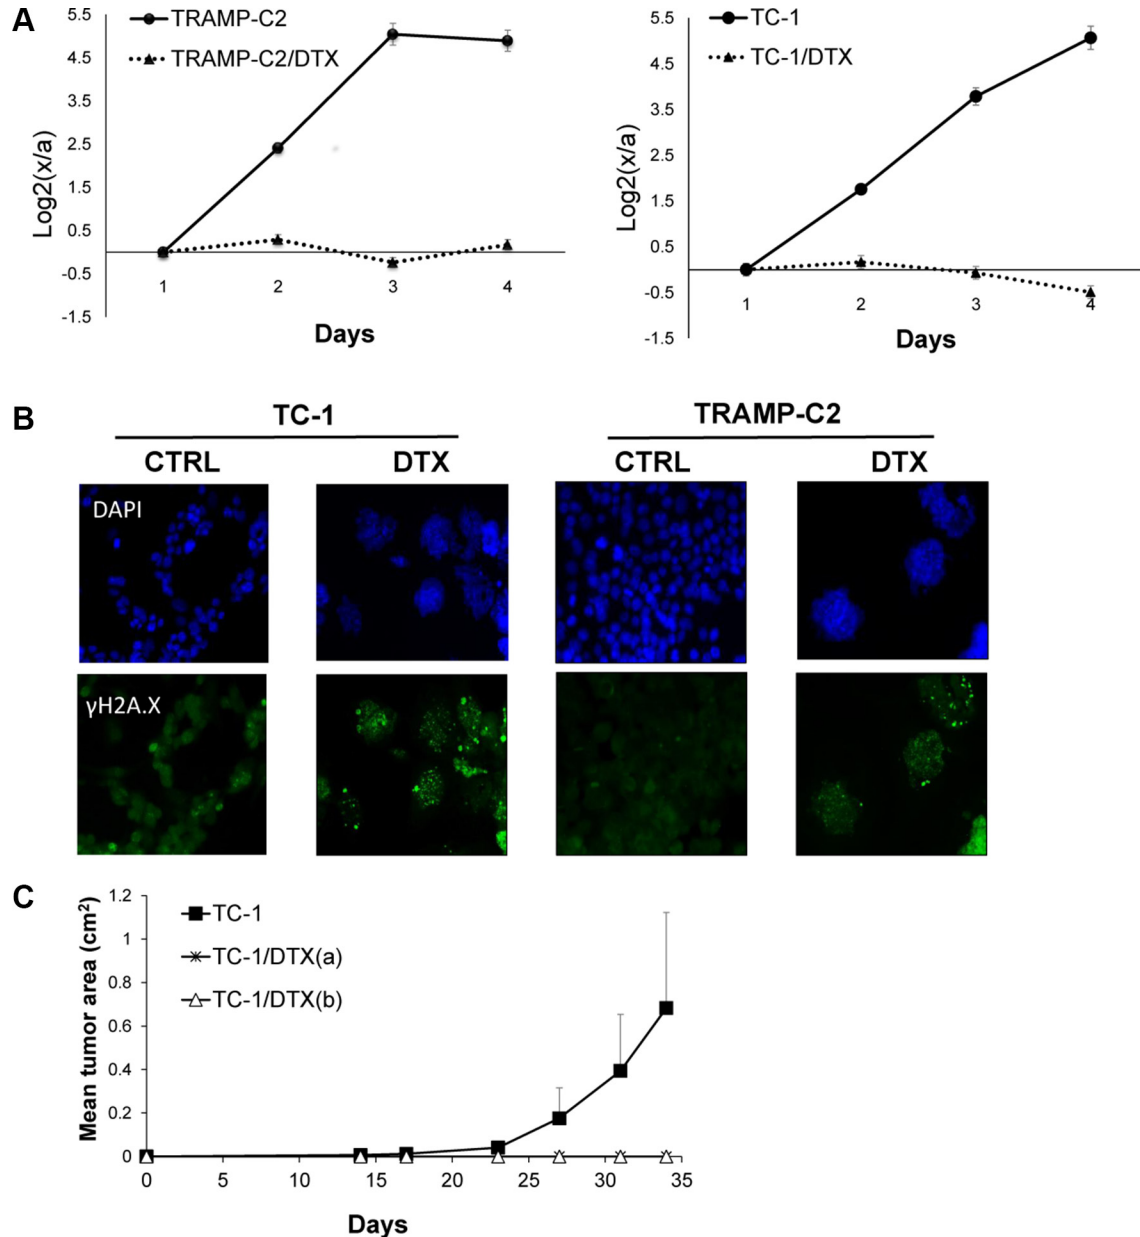 A
5.5
4.5
3.5
2.5
1.5
0.5
-0.5
-1.5
Log2(x/a)
TRAMP-C2
TRAMP-C2/DTX
1 2 3 4
Days
5.5
4.5
3.5
2.5
1.5
0.5
-0.5
-1.5
Log2(x/a)
TC-1
TC-1/DTX
1 2 3 4
Days
B
TC-1 TRAMP-C2
CTRL DTX CTRL DTX
DAPI
γH2A.X
C
Mean tumor area (cm²)
1.2
1
0.8
0.6
0.4
0.2
0
TC-1
TC-1/DTX(a)
TC-1/DTX(b)
0 5 10 15 20 25 30 35
Days